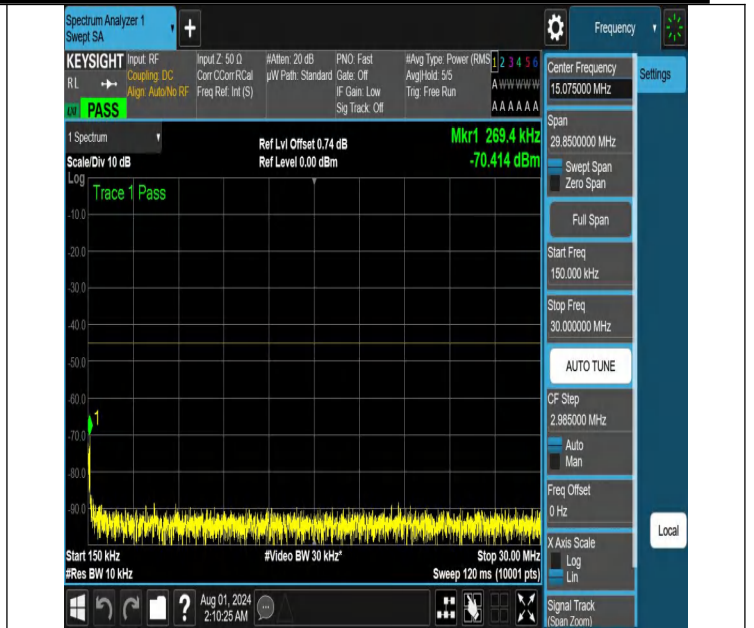 Spectrum Analyzer 1
Swept SA
+
Frequency
KEYSIGHT
RL
PASS
Input: RF
Coupling: DC
Align: Auto/No RF
Input Z: 50 Ω
Corr CCorr RCal
Freq Ref: Int (S)
#Atten: 20 dB
µW Path: Standard
PNO: Fast
Gate: Off
IF Gain: Low
Sig Track: Off
#Avg Type: Power (RMS
Avg|Hold: 5/5
Trig: Free Run
1 2 3 4 5 6
A W W W W W
A A A A A A
1 Spectrum
Scale/Div 10 dB
Ref Lvl Offset 0.74 dB
Ref Level 0.00 dBm
Mkr1 269.4 kHz
-70.414 dBm
Log
Trace 1 Pass
-10.0
-20.0
-30.0
-40.0
-50.0
-60.0
1
-70.0
-80.0
-90.0
Start 150 kHz
#Res BW 10 kHz
#Video BW 30 kHz*
Stop 30.00 MHz
Sweep 120 ms (10001 pts)
?
Aug 01, 2024
2:10:25 AM
Center Frequency
15.075000 MHz
Settings
Span
29.8500000 MHz
Swept Span
Zero Span
Full Span
Start Freq
150.000 kHz
Stop Freq
30.000000 MHz
AUTO TUNE
CF Step
2.985000 MHz
Auto
Man
Freq Offset
0 Hz
Local
X Axis Scale
Log
Lin
Signal Track
(Span Zoom)